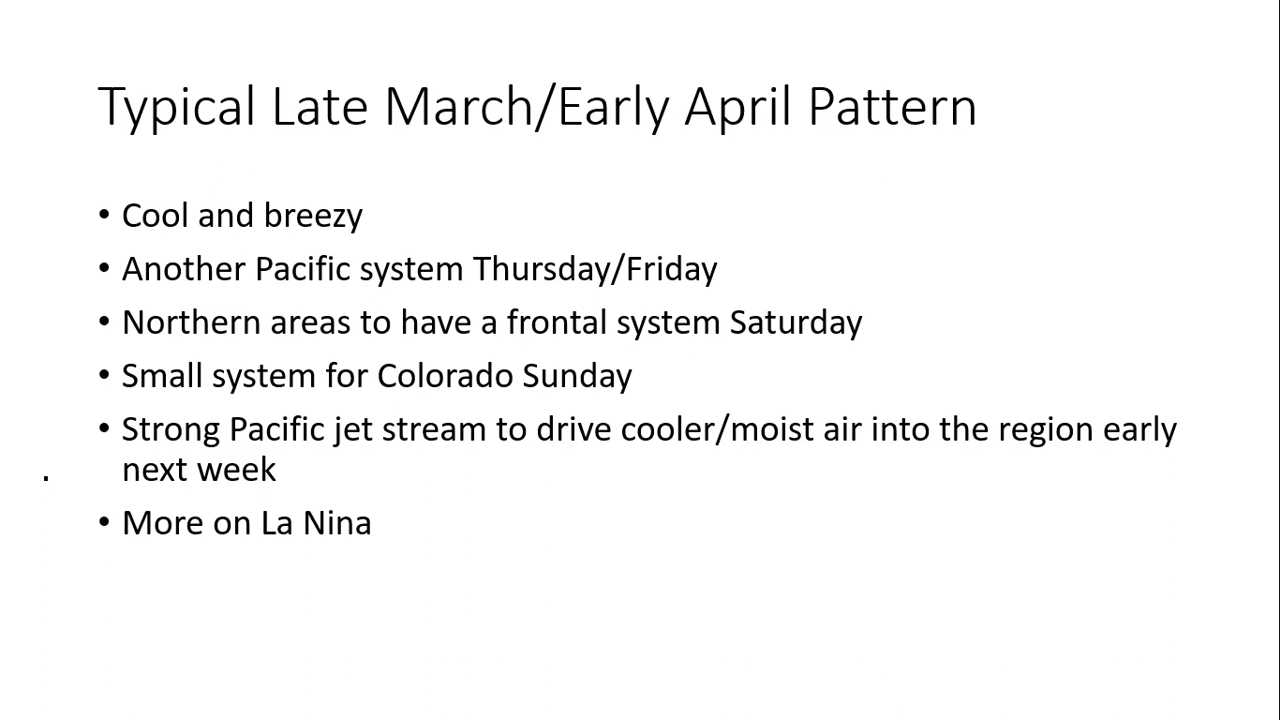 Typical Late March/Early April Pattern
• Cool and breezy
• Another Pacific system Thursday/Friday
• Northern areas to have a frontal system Saturday
• Small system for Colorado Sunday
• Strong Pacific jet stream to drive cooler/moist air into the region early
. next week
• More on La Nina